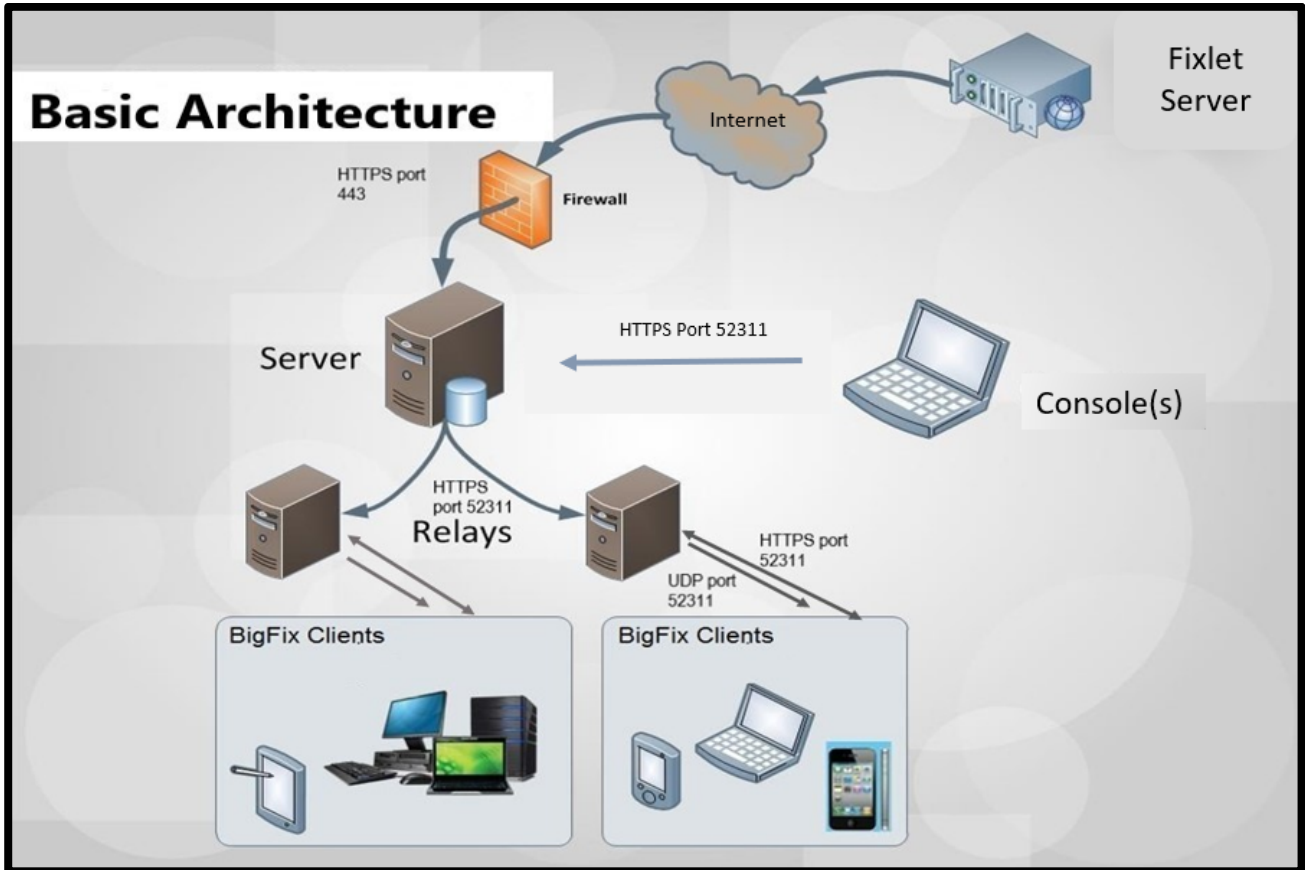 Fixlet
Server
Basic Architecture
Internet
HTTPS port
443
Firewall
HTTPS Port 52311
Server
Console(s)
HTTPS
port 52311
Relays
HTTPS port
52311
UDP port
52311
BigFix Clients
BigFix Clients